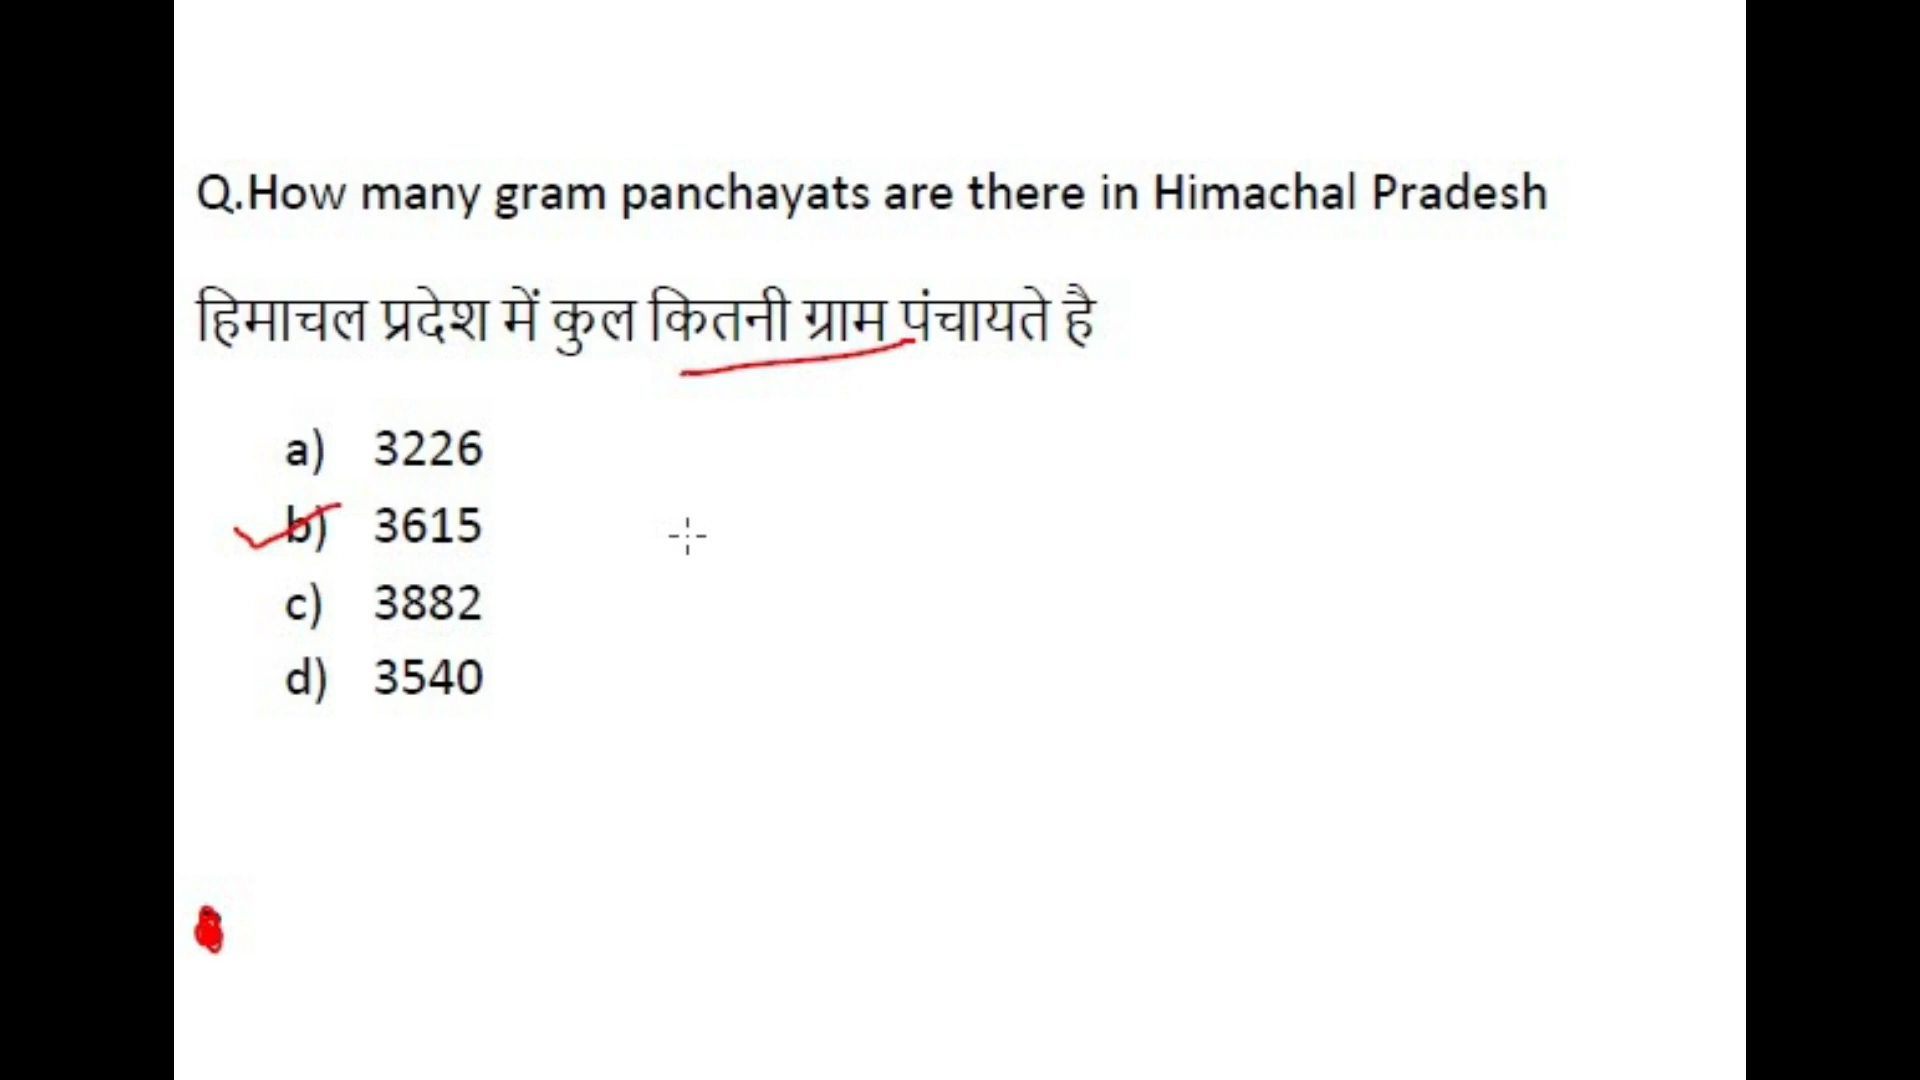 Q.How many gram panchayats are there in Himachal Pradesh
हिमाचल प्रदेश में कुल कितनी ग्राम पंचायते है
a) 3226
b) 3615
c) 3882
d) 3540